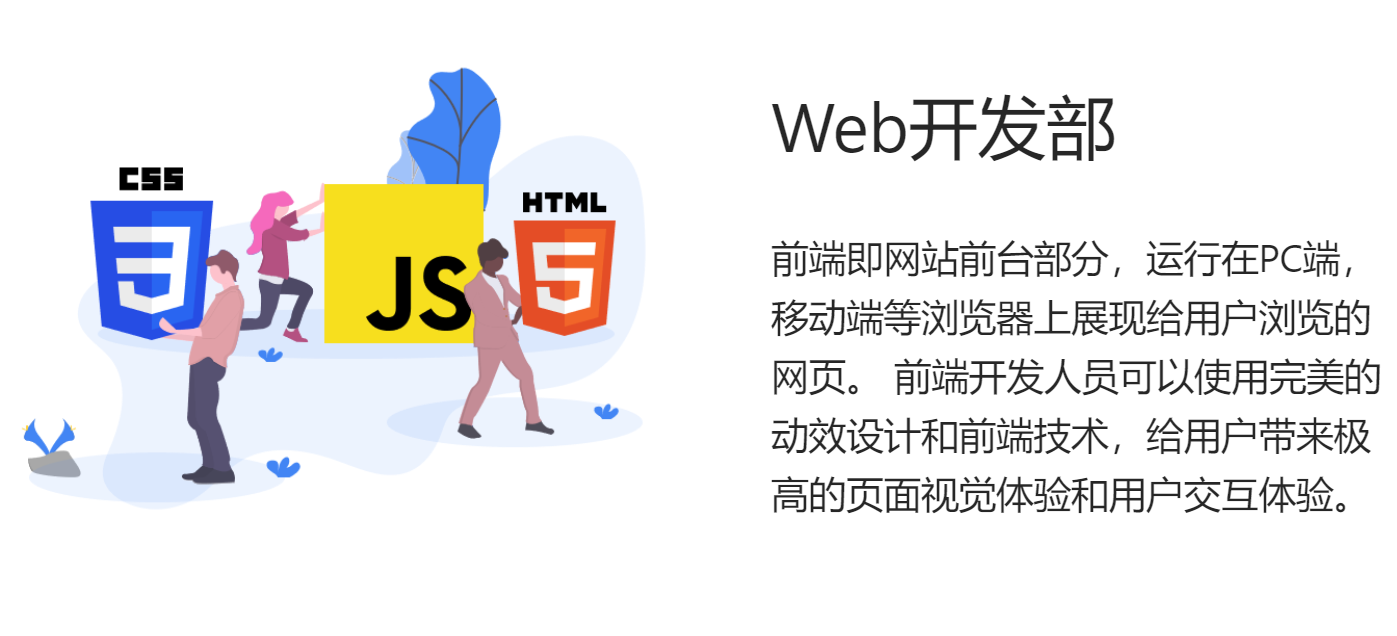 CSS
JS
HTML
Web开发部
前端即网站前台部分，运行在PC端，
移动端等浏览器上展现给用户浏览的
网页。 前端开发人员可以使用完美的
动效设计和前端技术，给用户带来极
高的页面视觉体验和用户交互体验。